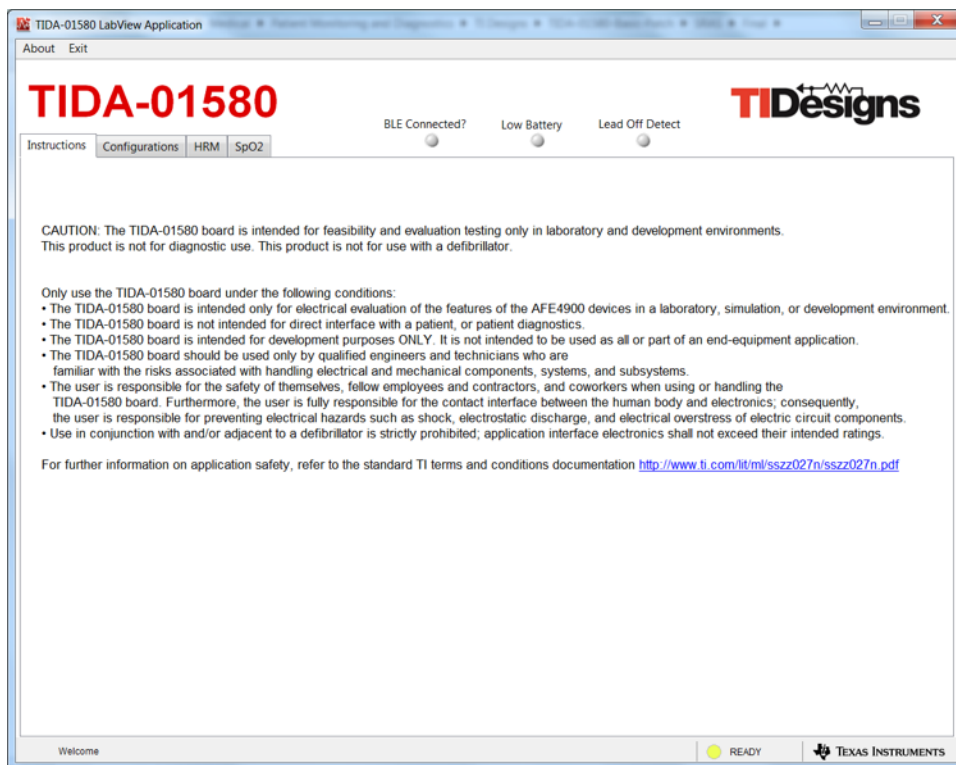 TIDA-01580 LabView Application
About Exit
TIDA-01580
TIDesigns
BLE Connected? Low Battery Lead Off Detect
Instructions Configurations HRM SpO2
CAUTION: The TIDA-01580 board is intended for feasibility and evaluation testing only in laboratory and development environments.
This product is not for diagnostic use. This product is not for use with a defibrillator.
Only use the TIDA-01580 board under the following conditions:
• The TIDA-01580 board is intended only for electrical evaluation of the features of the AFE4900 devices in a laboratory, simulation, or development environment.
• The TIDA-01580 board is not intended for direct interface with a patient, or patient diagnostics.
• The TIDA-01580 board is intended for development purposes ONLY. It is not intended to be used as all or part of an end-equipment application.
• The TIDA-01580 board should be used only by qualified engineers and technicians who are
familiar with the risks associated with handling electrical and mechanical components, systems, and subsystems.
• The user is responsible for the safety of themselves, fellow employees and contractors, and coworkers when using or handling the
TIDA-01580 board. Furthermore, the user is fully responsible for the contact interface between the human body and electronics; consequently,
the user is responsible for preventing electrical hazards such as shock, electrostatic discharge, and electrical overstress of electric circuit components.
• Use in conjunction with and/or adjacent to a defibrillator is strictly prohibited; application interface electronics shall not exceed their intended ratings.
For further information on application safety, refer to the standard TI terms and conditions documentation http://www.ti.com/lit/ml/sszz027n/sszz027n.pdf
Welcome READY TEXAS INSTRUMENTS